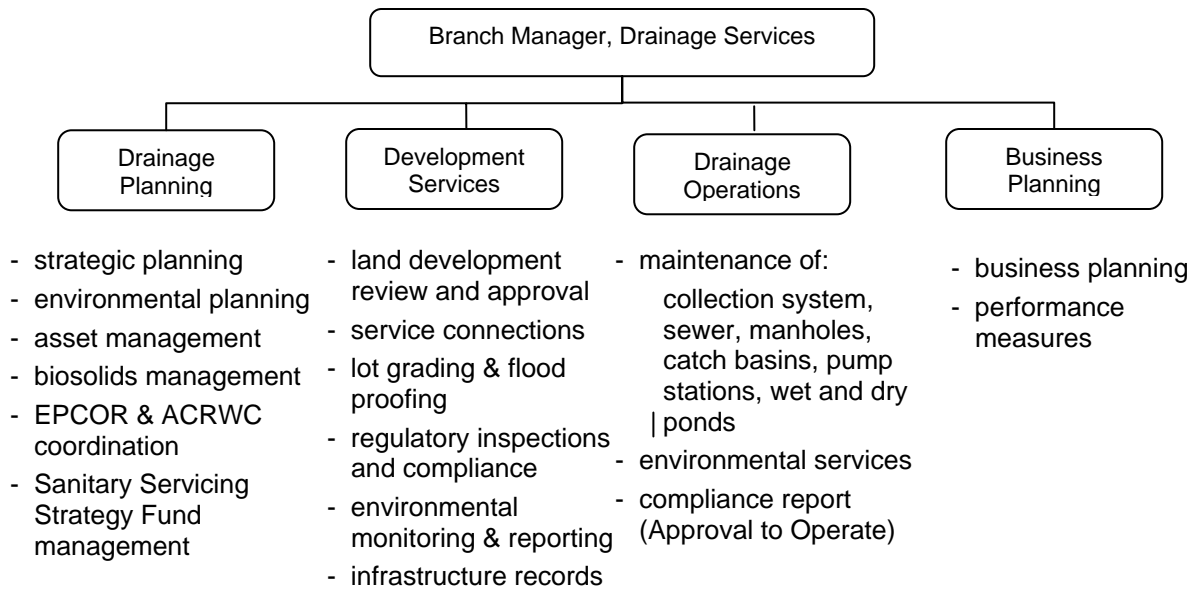 Branch Manager, Drainage Services
Drainage
Planning
Development
Services
Drainage
Operations
Business
Planning
- strategic planning
- environmental planning
- asset management
- biosolids management
- EPCOR & ACRWC
coordination
- Sanitary Servicing
Strategy Fund
management
- land development
review and approval
- service connections
- lot grading & flood
proofing
- regulatory inspections
and compliance
- environmental
monitoring & reporting
- infrastructure records
- maintenance of:
collection system,
sewer, manholes,
catch basins, pump
stations, wet and dry
| ponds
- environmental services
- compliance report
(Approval to Operate)
- business planning
- performance
measures